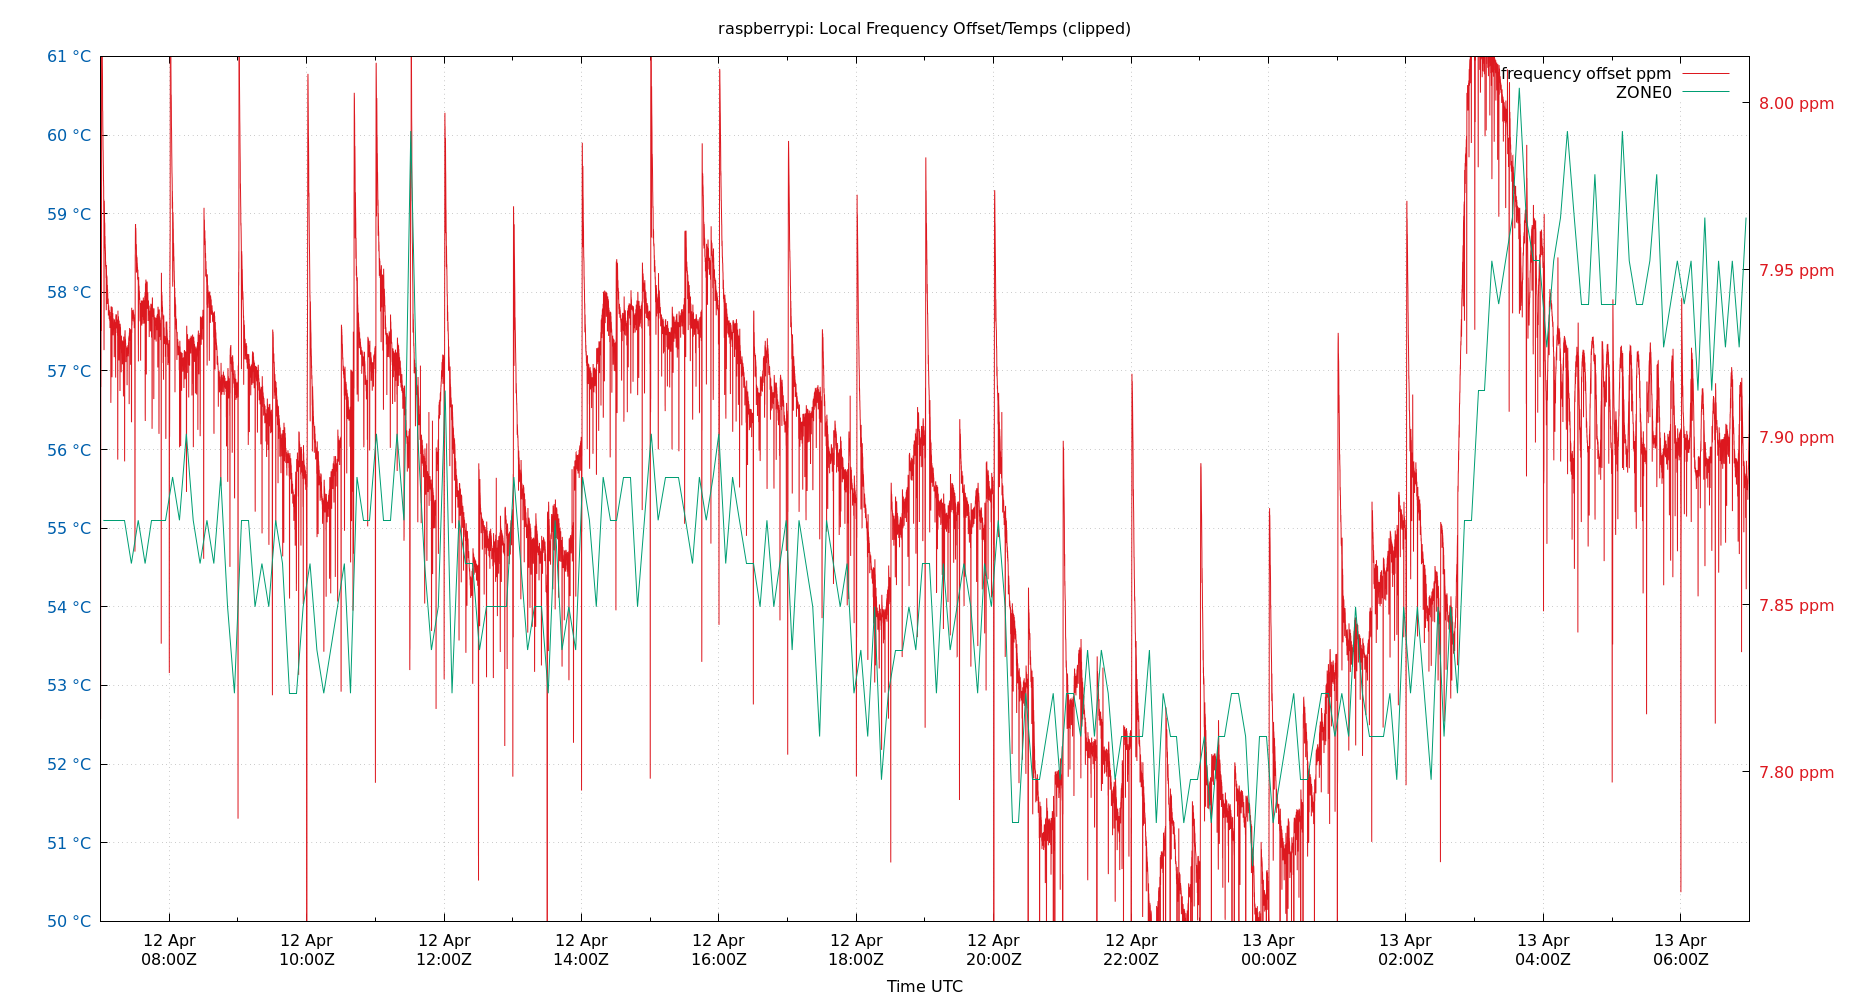 raspberrypi: Local Frequency Offset/Temps (clipped)
61 °C
60 °C
59 °C
58 °C
57 °C
56 °C
55 °C
54 °C
53 °C
52 °C
51 °C
50 °C
frequency offset ppm
ZONE0
8.00 ppm
7.95 ppm
7.90 ppm
7.85 ppm
7.80 ppm
12 Apr 12 Apr 12 Apr 12 Apr 12 Apr 12 Apr 12 Apr 12 Apr 13 Apr 13 Apr 13 Apr 13 Apr
08:00Z 10:00Z 12:00Z 14:00Z 16:00Z 18:00Z 20:00Z 22:00Z 00:00Z 02:00Z 04:00Z 06:00Z
Time UTC